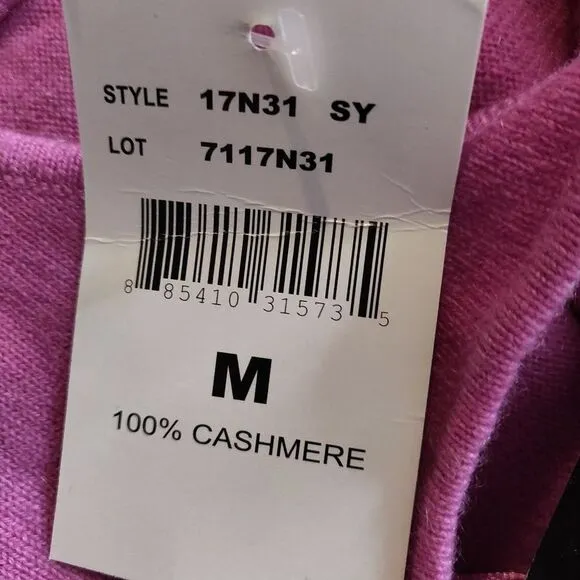 STYLE 17N31 SY
LOT 7117N31
8 85410 31573 5
M
100% CASHMERE